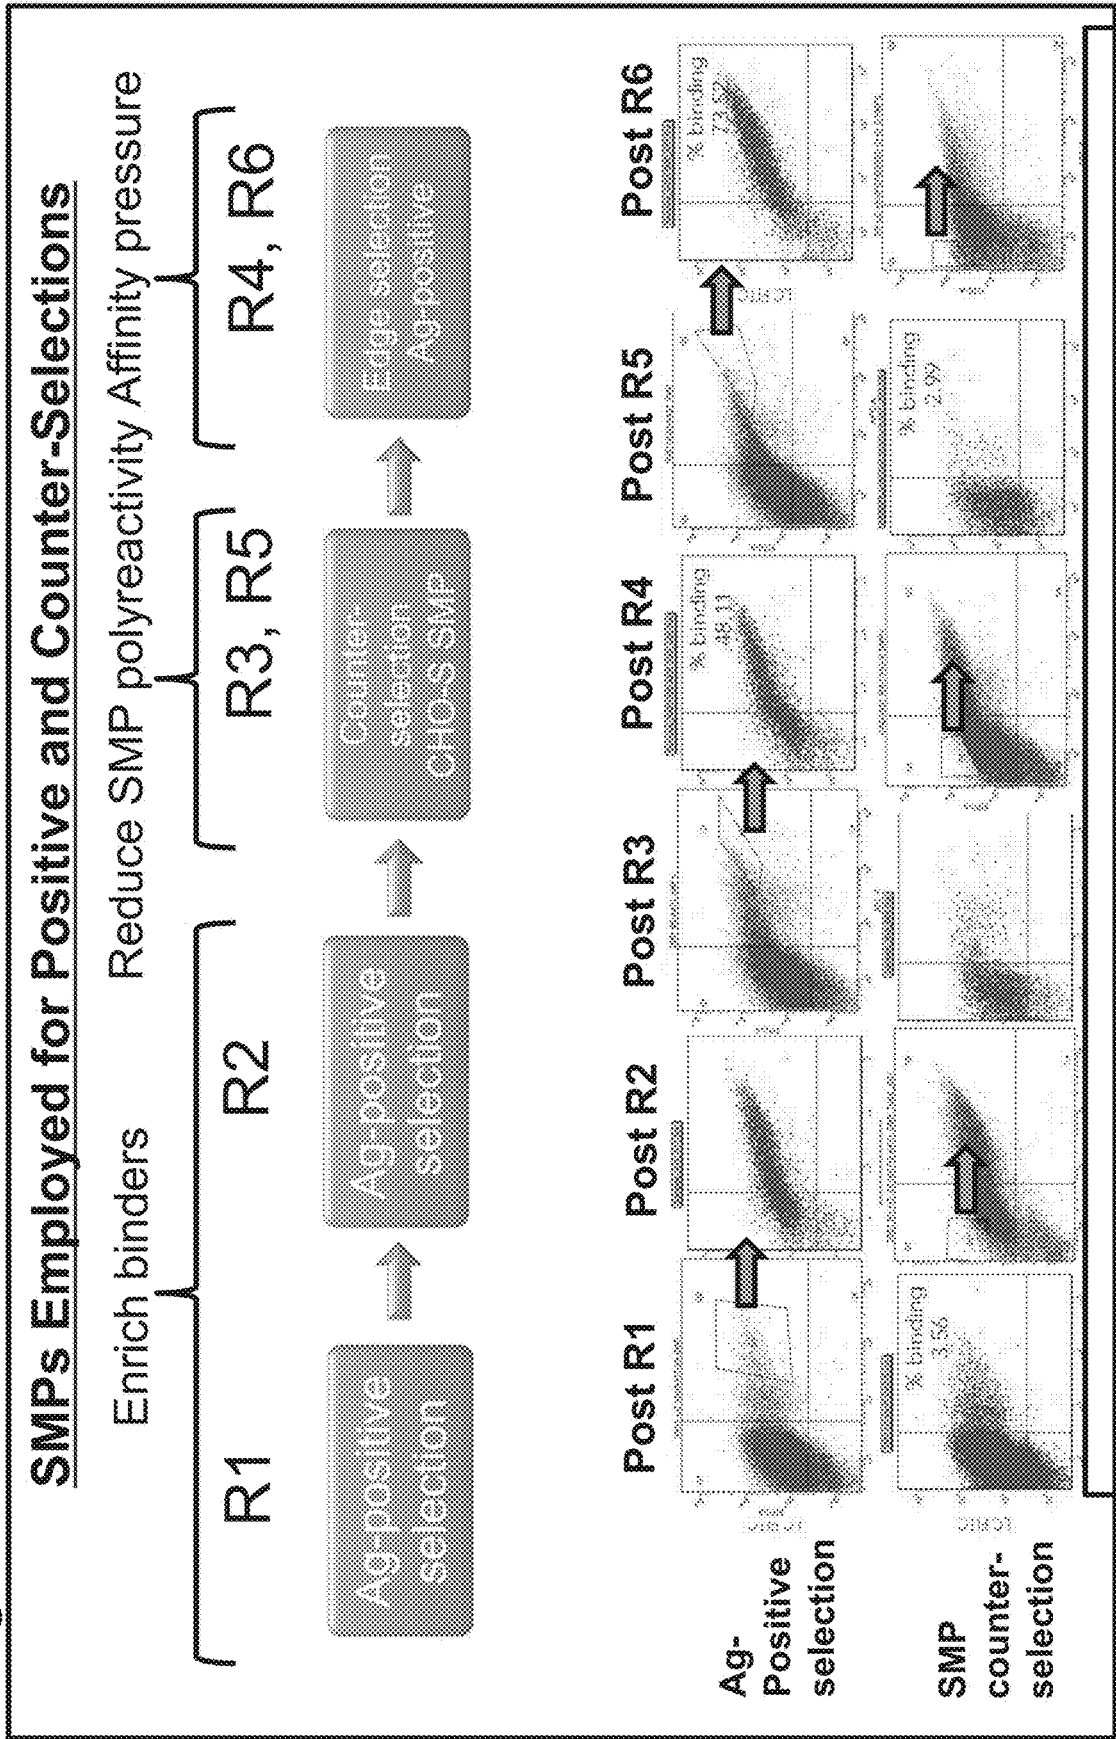 SMPs Employed for Positive and Counter-Selections
Enrich binders
Reduce SMP polyreactivity
Affinity pressure
R1
R2
R3, R5
R4, R6
Ag-positive
selection
Ag-positive
selection
Counter-
selection
CHO-s SMP
Edge-selection
Ag-positive
Post R1
Post R2
Post R3
Post R4
Post R5
Post R6
Ag-
Positive
selection
% binding
48.11
% binding
73.52
SMP
counter-
selection
% binding
3.56
% binding
2.99